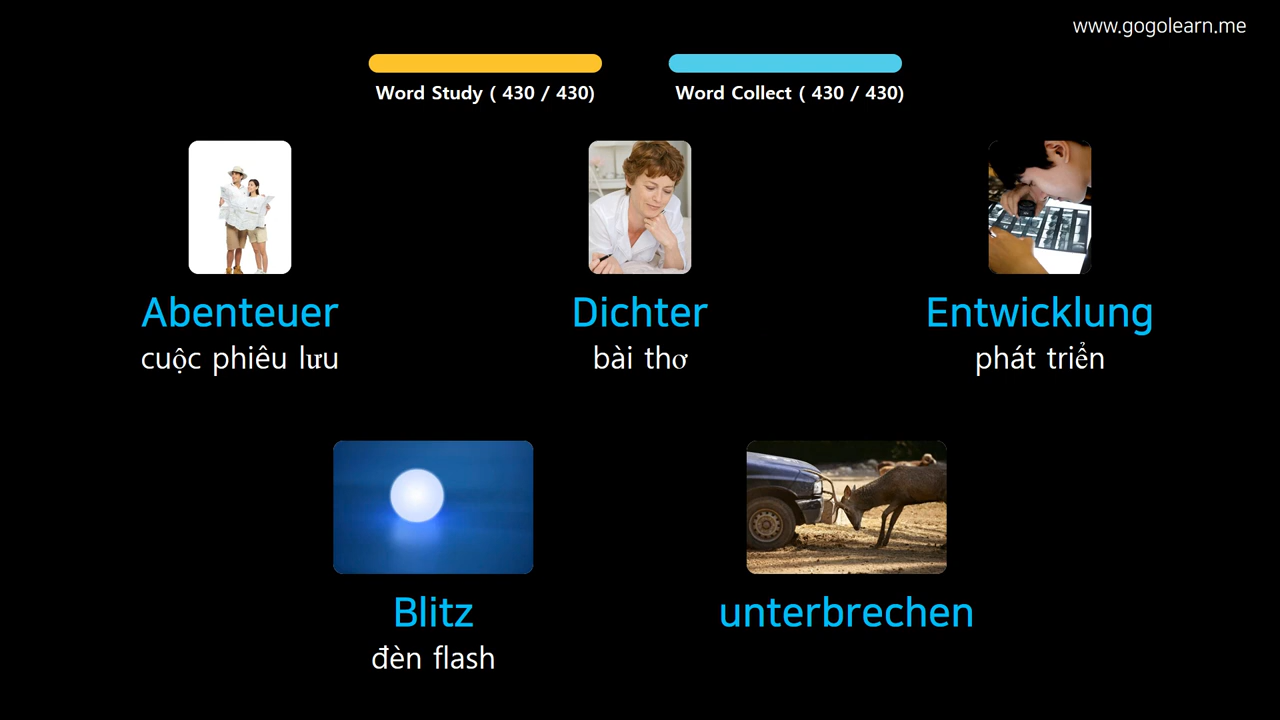 www.gogolearn.me
Word Study ( 430 / 430)
Word Collect ( 430 / 430)
Abenteuer
cuộc phiêu lưu
Dichter
bài thơ
Entwicklung
phát triển
Blitz
đèn flash
unterbrechen